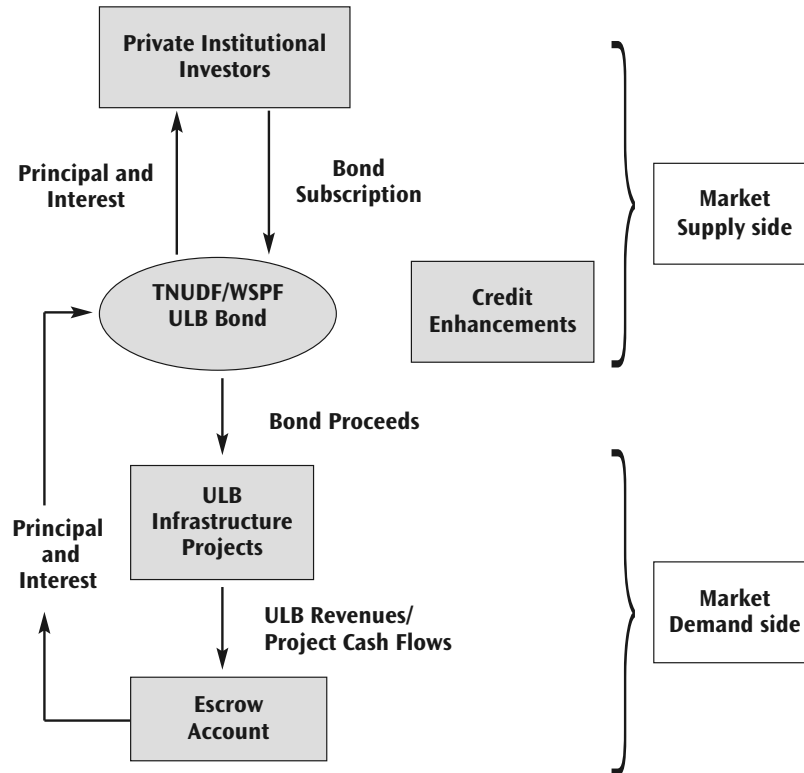 Private Institutional
Investors
Principal and
Interest
Bond
Subscription
Market
Supply side
TNUDF/WSPF
ULB Bond
Credit
Enhancements
Bond Proceeds
ULB
Infrastructure
Projects
Principal
and
Interest
Market
Demand side
ULB Revenues/
Project Cash Flows
Escrow
Account